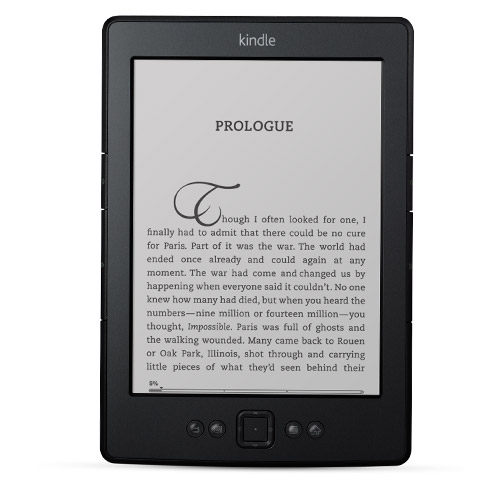 kindle
PROLOGUE
Though I often looked for one, I
finally had to admit that there could be no cure
for Paris. Part of it was the war. The world had
ended once already and could again at any
moment. The war had come and changed us by
happening when everyone said it couldn't. No one
knew how many had died, but when you heard the
numbers—nine million or fourteen million—you
thought, Impossible. Paris was full of ghosts and
the walking wounded. Many came back to Rouen
or Oak Park, Illinois, shot through and carrying
little pieces of what they'd seen behind their
6%